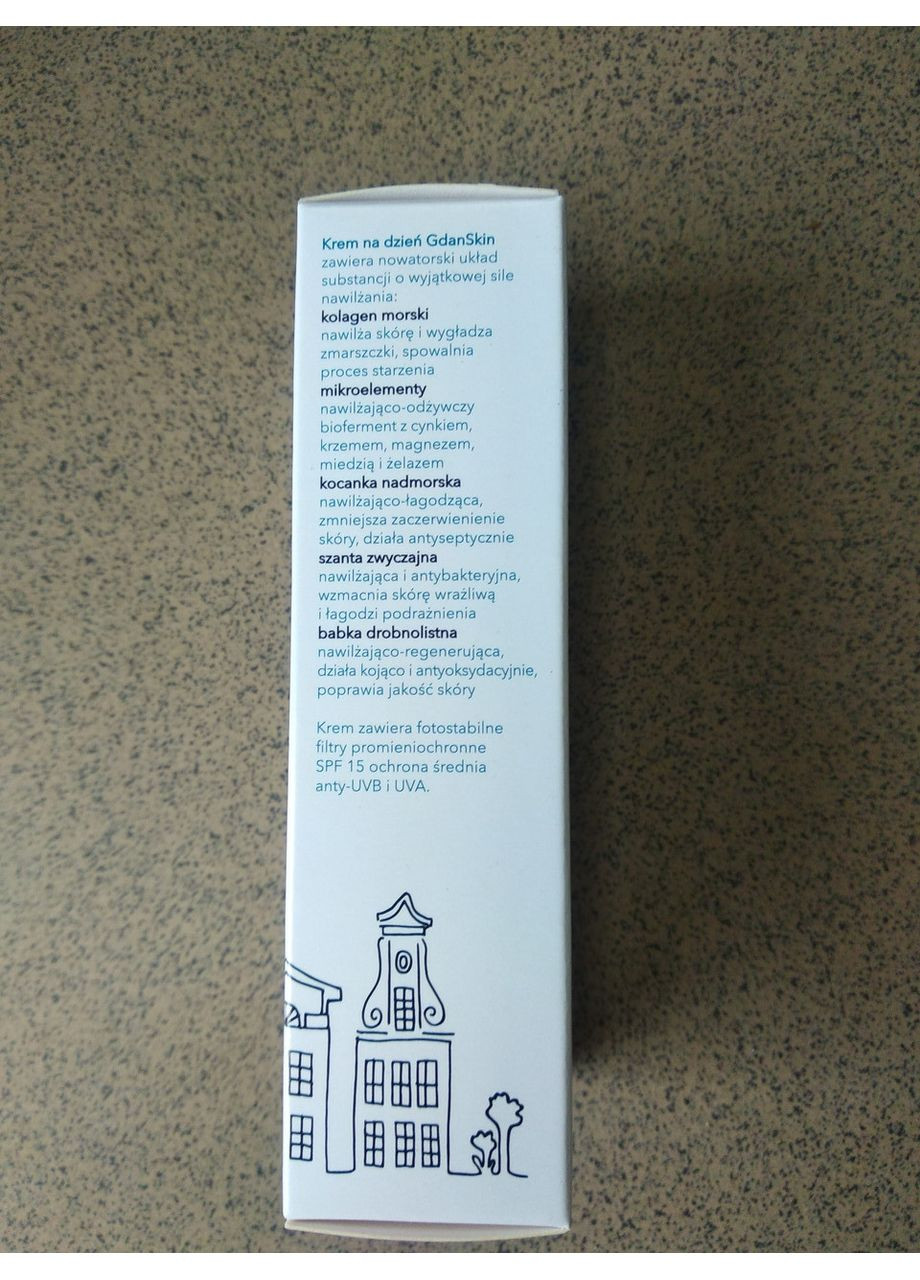 Krem na dzień GdanSkin
zawiera nowatorski układ
substancji o wyjątkowej sile
nawilżania:
kolagen morski
nawilża skórę i wygładza
zmarszczki, spowalnia
proces starzenia
mikroelementy
nawilżająco-odżywczy
bioferment z cynkiem,
krzemem, magnezem,
miedzią i żelazem
kocanka nadmorska
nawilżająco-łagodząca,
zmniejsza zaczerwienienie
skóry, działa antyseptycznie
szanta zwyczajna
nawilżająca i antybakteryjna,
wzmacnia skórę wrażliwą
i łagodzi podrażnienia
babka drobnolistna
nawilżająco-regenerująca,
działa kojąco i antyoksydacyjnie,
poprawia jakość skóry
Krem zawiera fotostabilne
filtry promieniochronne
SPF 15 ochrona średnia
anty-UVB i UVA.